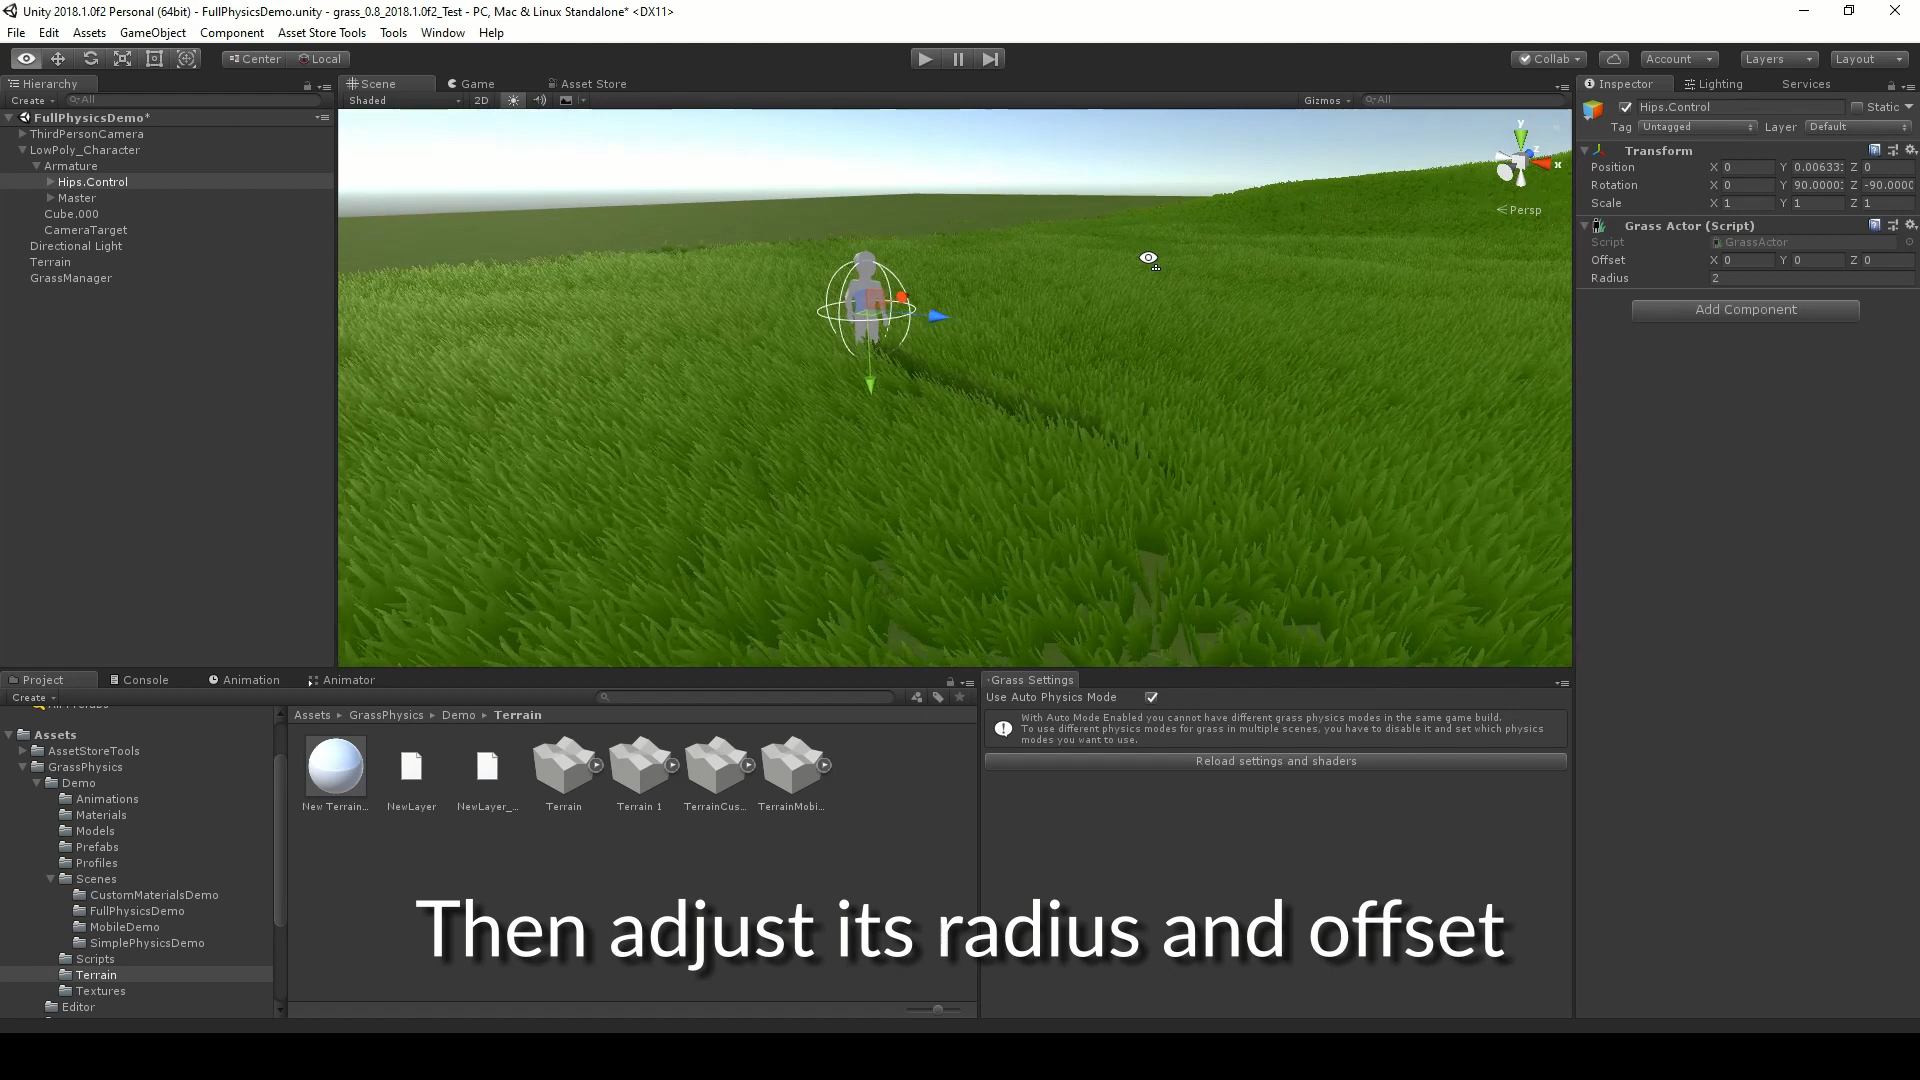 Unity 2018.1.0f2 Personal (64bit) - FullPhysicsDemo.unity - grass_0.8_2018.1.0f2_Test - PC, Mac & Linux Standalone* <DX11>
File Edit Assets GameObject Component Asset Store Tools Tools Window Help
Center Local Collab Account Layers Layout
Hierarchy
Create All
FullPhysicsDemo*
ThirdPersonCamera
LowPoly_Character
Armature
Hips.Control
Master
Cube.000
CameraTarget
Directional Light
Terrain
GrassManager
Scene Game Asset Store
Shaded 2D Gizmos All
y
z
x
Persp
Inspector Lighting Services
Hips.Control Static
Tag Untagged Layer Default
Transform
Position X 0 Y 0.00633 Z 0
Rotation X 0 Y 90.0000 Z -90.0000
Scale X 1 Y 1 Z 1
Grass Actor (Script)
Script GrassActor
Offset X 0 Y 0 Z 0
Radius 2
Add Component
Project Console Animation Animator
Create
Assets
AssetStoreTools
GrassPhysics
Demo
Animations
Materials
Models
Prefabs
Profiles
Scenes
CustomMaterialsDemo
FullPhysicsDemo
MobileDemo
SimplePhysicsDemo
Scripts
Terrain
Textures
Editor
Assets GrassPhysics Demo Terrain
New Terrain... NewLayer NewLayer_... Terrain Terrain 1 TerrainCus... TerrainMobi...
Grass Settings
Use Auto Physics Mode
With Auto Mode Enabled you cannot have different grass physics modes in the same game build.
To use different physics modes for grass in multiple scenes, you have to disable it and set which physics
modes you want to use.
Reload settings and shaders
Then adjust its radius and offset